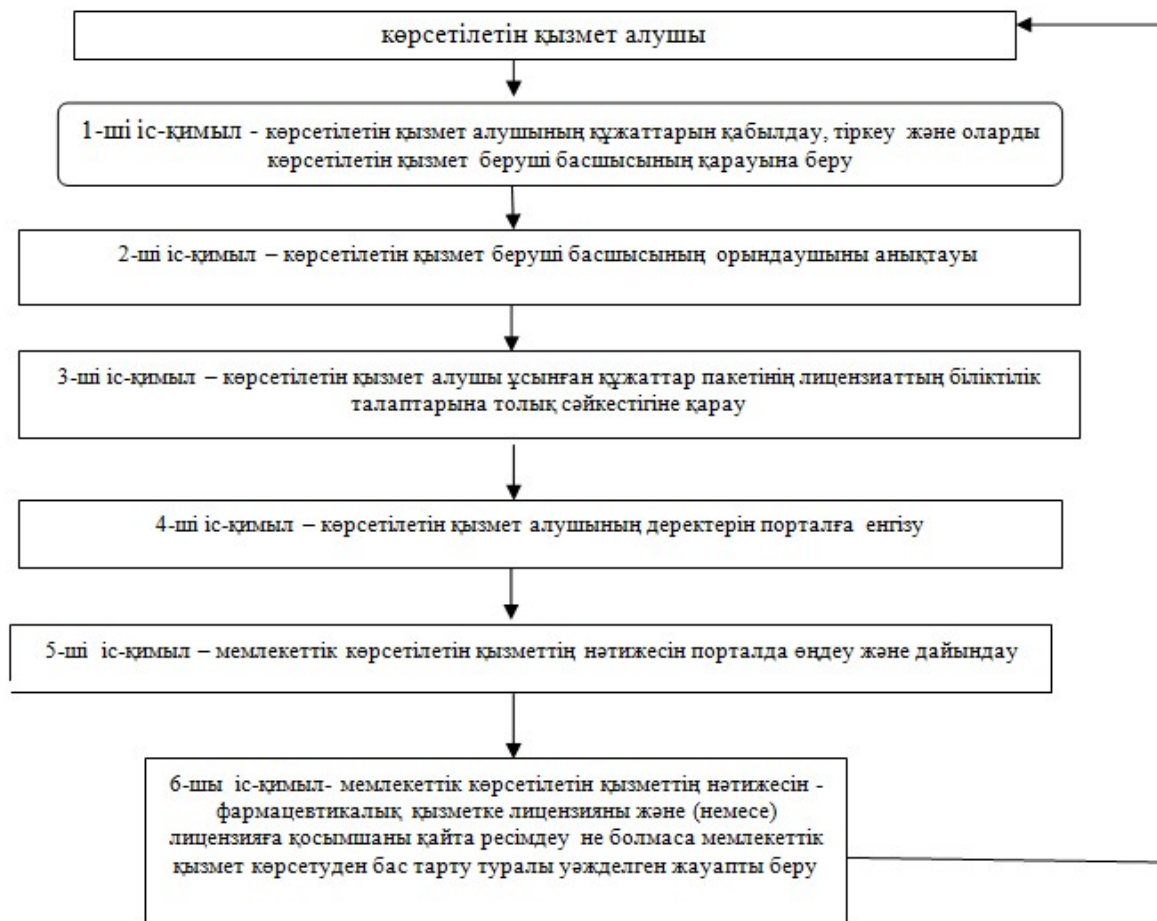 көрсетілетін қызмет алушы
1-ші іс-қимыл - көрсетілетін қызмет алушының құжаттарын қабылдау, тіркеу және оларды
көрсетілетін қызмет беруші басшысының қарауына беру
2-ші іс-қимыл – көрсетілетін қызмет беруші басшысының орындаушыны анықтауы
3-ші іс-қимыл – көрсетілетін қызмет алушы ұсынған құжаттар пакетінің лицензиаттың біліктілік
талаптарына толық сәйкестігіне қарау
4-ші іс-қимыл – көрсетілетін қызмет алушының деректерін порталға енгізу
5-ші іс-қимыл – мемлекеттік көрсетілетін қызметтің нәтижесін порталда өңдеу және дайындау
6-шы іс-қимыл- мемлекеттік көрсетілетін қызметтің нәтижесін -
фармацевтикалық қызметке лицензияны және (немесе)
лицензияға қосымшаны қайта ресімдеу не болмаса мемлекеттік
қызмет көрсетуден бас тарту туралы уәжделген жауапты беру